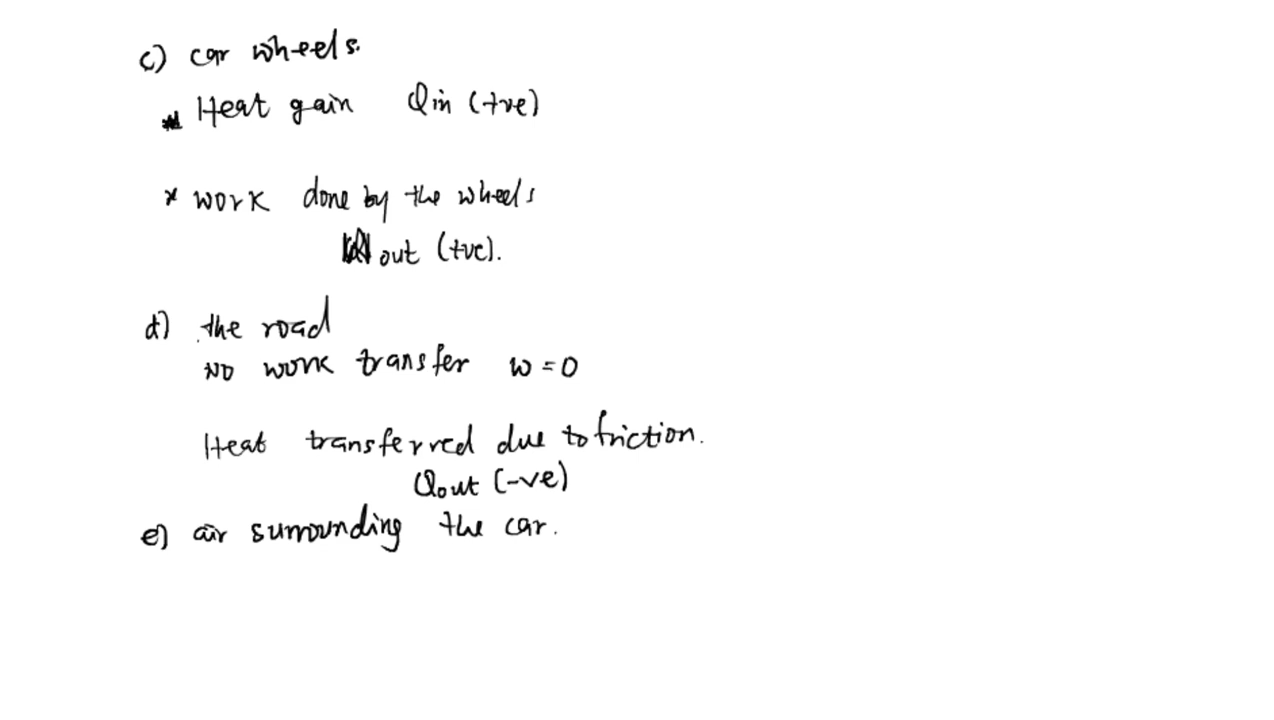 c) car wheels.
* Heat gain Qin (+ve)
* work done by the wheels
out (+ve).
d) the road
No work transfer w = 0
Heat transferred due to friction.
Qout (-ve)
e) air surrounding the car.